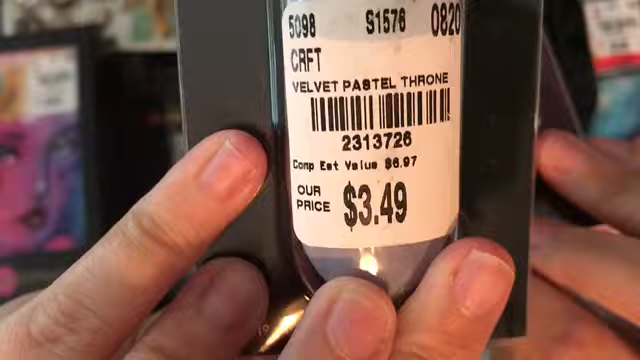 5098 S1576 0820
CRFT
VELVET PASTEL THRONE
2313726
Comp Est Value $6.97
OUR PRICE $3.49